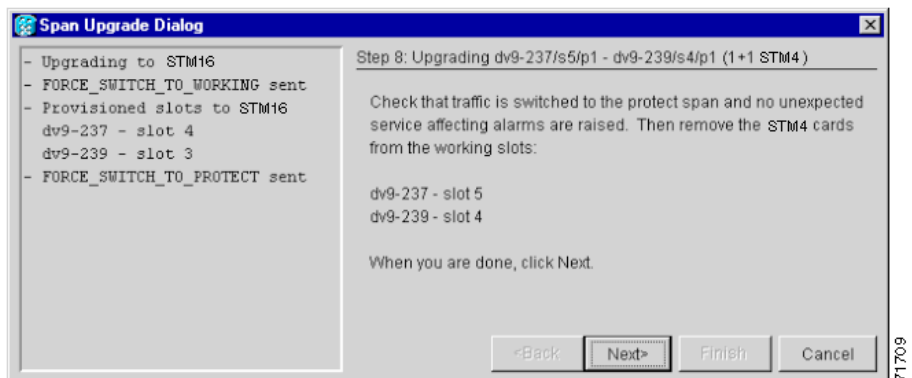 Span Upgrade Dialog
- Upgrading to STM16
- FORCE_SWITCH_TO_WORKING sent
- Provisioned slots to STM16
dv9-237 - slot 4
dv9-239 - slot 3
- FORCE_SWITCH_TO_PROTECT sent
Step 8: Upgrading dv9-237/s5/p1 - dv9-239/s4/p1 (1+1 STM4)
Check that traffic is switched to the protect span and no unexpected
service affecting alarms are raised. Then remove the STM4 cards
from the working slots:
dv9-237 - slot 5
dv9-239 - slot 4
When you are done, click Next.
<Back
Next>
Finish
Cancel
71709